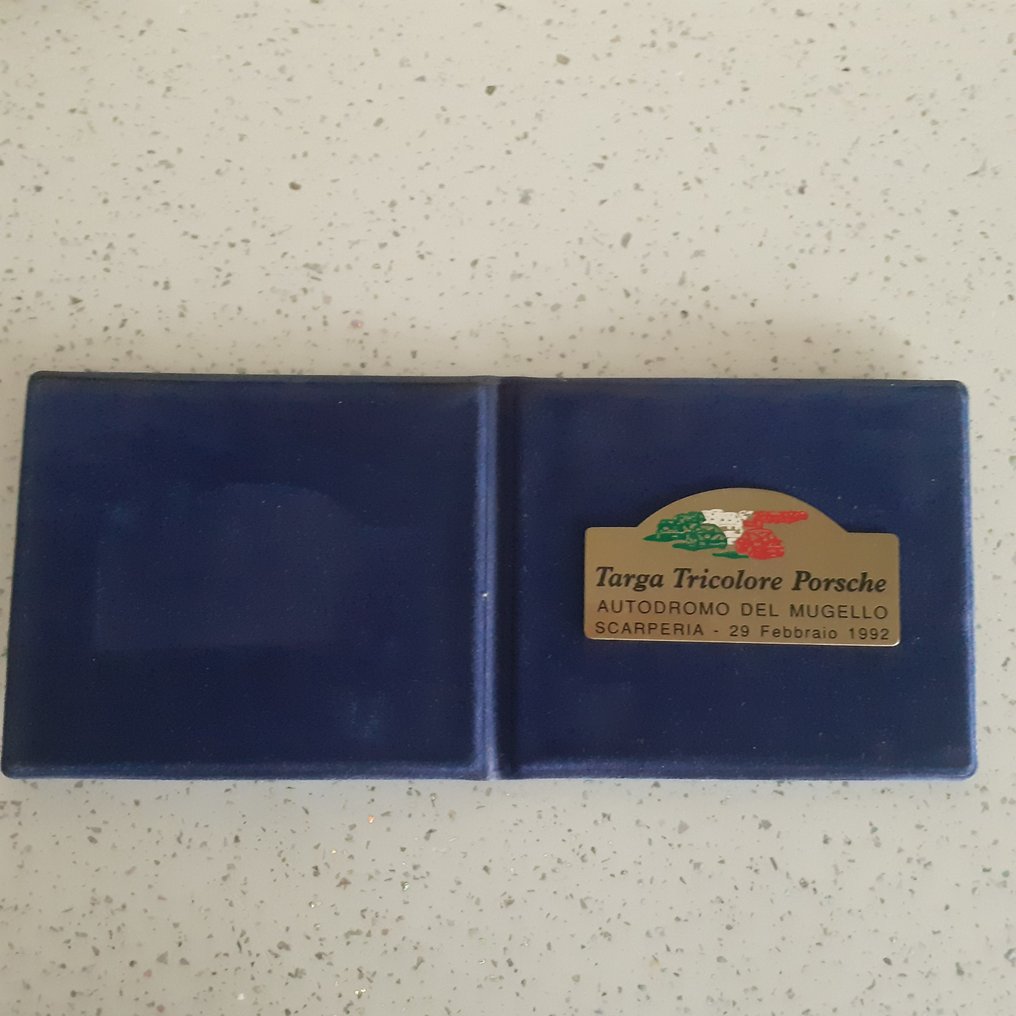 Targa Tricolore Porsche
AUTODROMO DEL MUGELLO
SCARPERIA - 29 Febbraio 1992